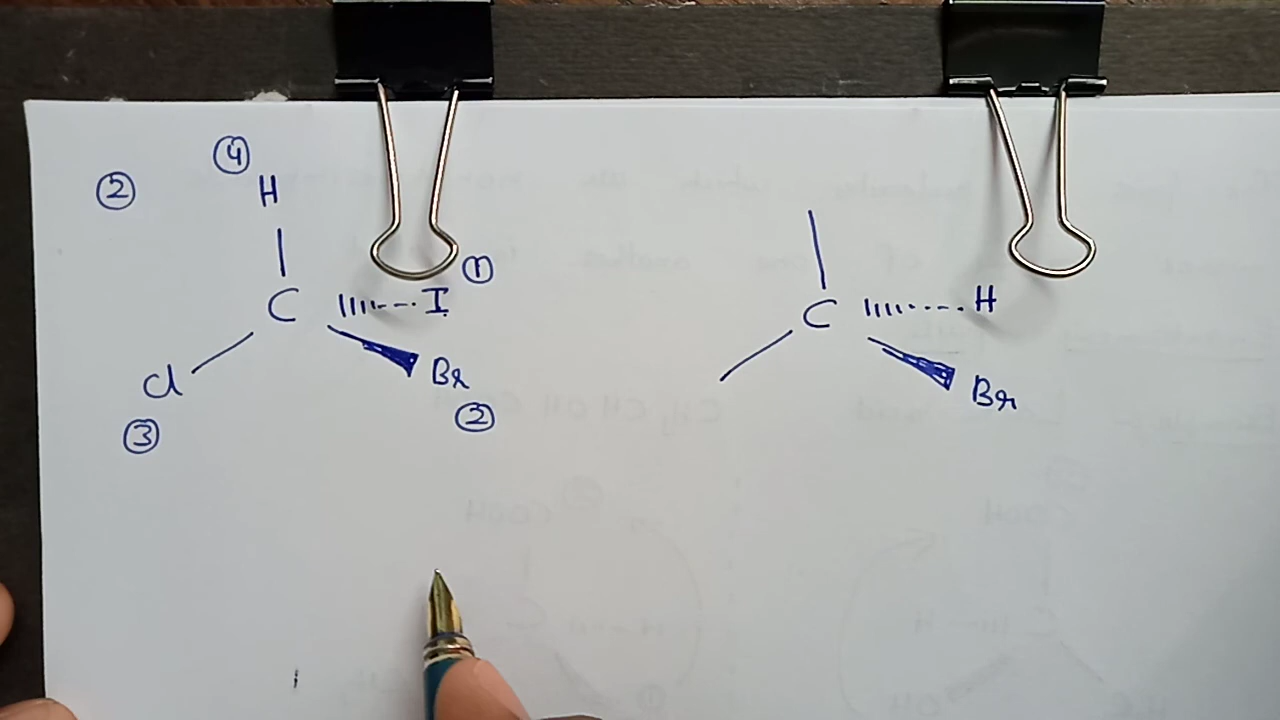 ④
② H
①
C I H
C
Cl Br Br
③ ②